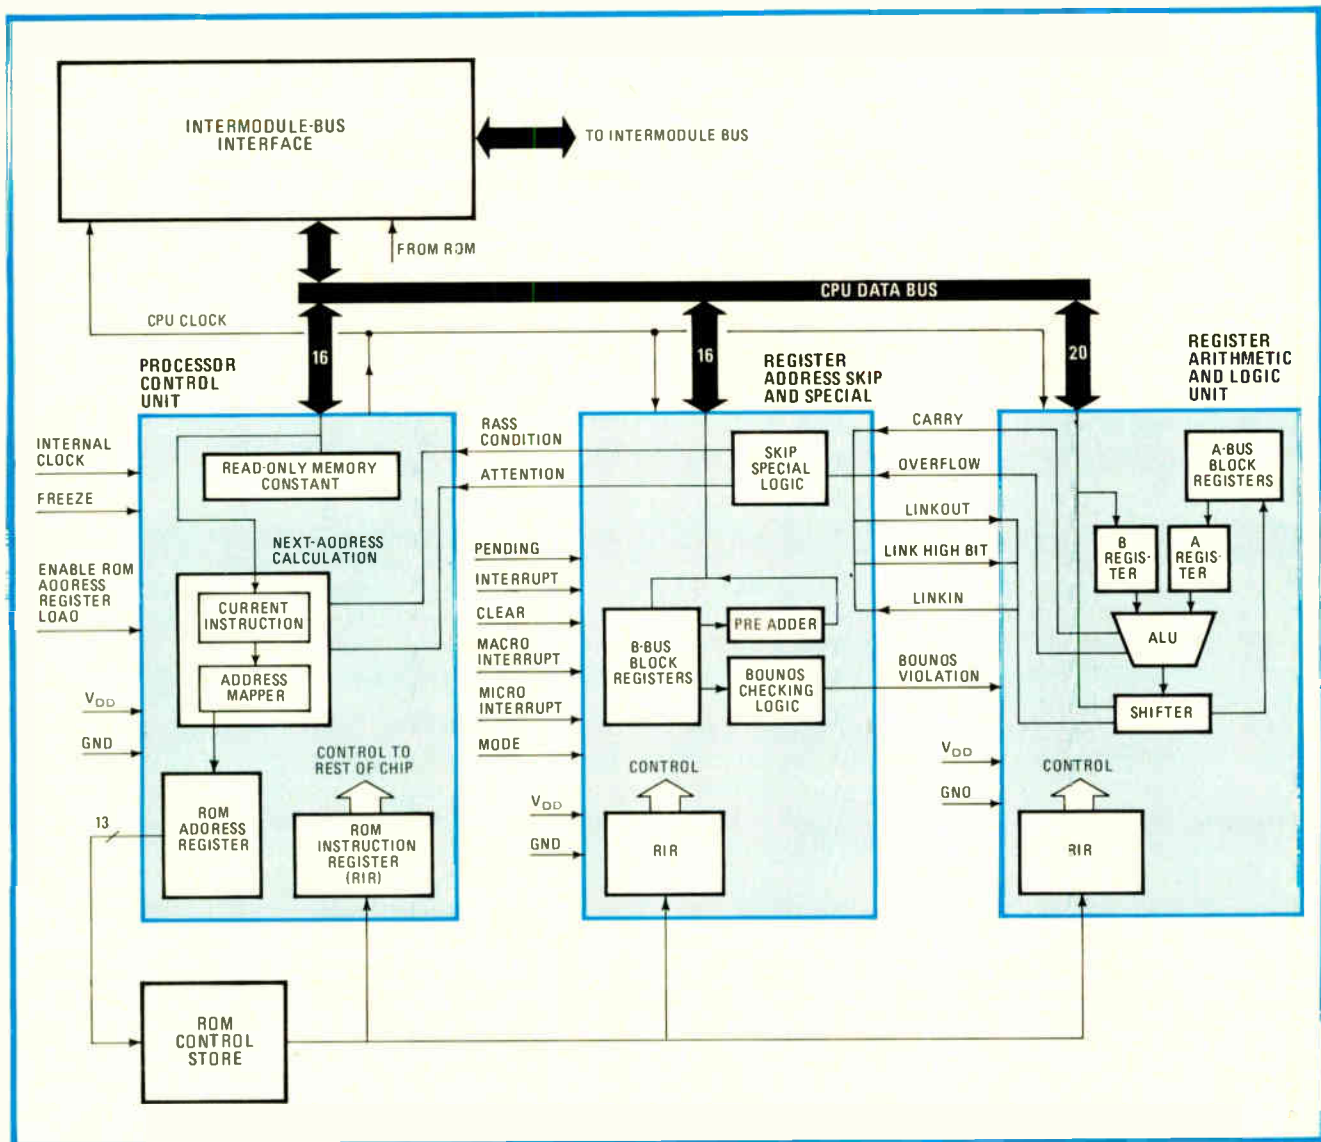 INTERMODULE-BUS
INTERFACE
TO INTERMODULE BUS
FROM ROM
CPU DATA BUS
CPU CLOCK
16
16
20
PROCESSOR
CONTROL
UNIT
REGISTER
ADDRESS SKIP
AND SPECIAL
REGISTER
ARITHMETIC
AND LOGIC
UNIT
INTERNAL
CLOCK
FREEZE
ENABLE ROM
ADDRESS
REGISTER
LOAD
VDD
GND
READ-ONLY MEMORY
CONSTANT
NEXT-ADDRESS
CALCULATION
CURRENT
INSTRUCTION
ADDRESS
MAPPER
CONTROL TO
REST OF CHIP
ROM
ADDRESS
REGISTER
ROM
INSTRUCTION
REGISTER
(RIR)
13
ROM
CONTROL
STORE
RASS
CONDITION
ATTENTION
PENDING
INTERRUPT
CLEAR
MACRO
INTERRUPT
MICRO
INTERRUPT
MODE
VDD
GND
SKIP
SPECIAL
LOGIC
B-BUS
BLOCK
REGISTERS
PRE ADDER
BOUNDS
CHECKING
LOGIC
CONTROL
RIR
CARRY
OVERFLOW
LINKOUT
LINK HIGH BIT
LINKIN
BOUNDS
VIOLATION
VDD
GND
A-BUS
BLOCK
REGISTERS
B
REGIS-
TER
A
REGIS-
TER
ALU
SHIFTER
CONTROL
RIR